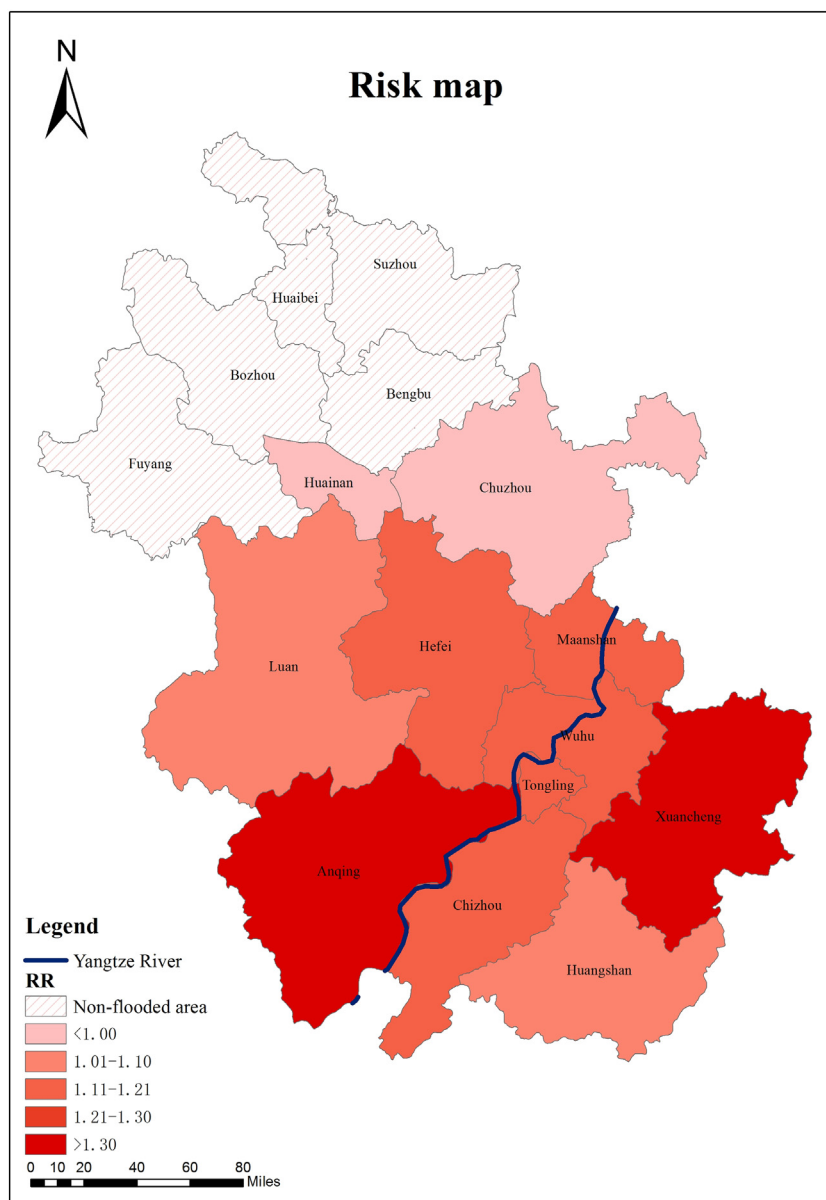 N
Risk map
Suzhou
Huaibei
Bozhou
Bengbu
Fuyang
Huainan
Chuzhou
Maanshan
Hefei
Luan
Wuhu
Tongling
Xuancheng
Anqing
Chizhou
Huangshan
Legend
Yangtze River
RR
Non-flooded area
<1.00
1.01-1.10
1.11-1.21
1.21-1.30
>1.30
0 5 10 20 40 60 80
Miles